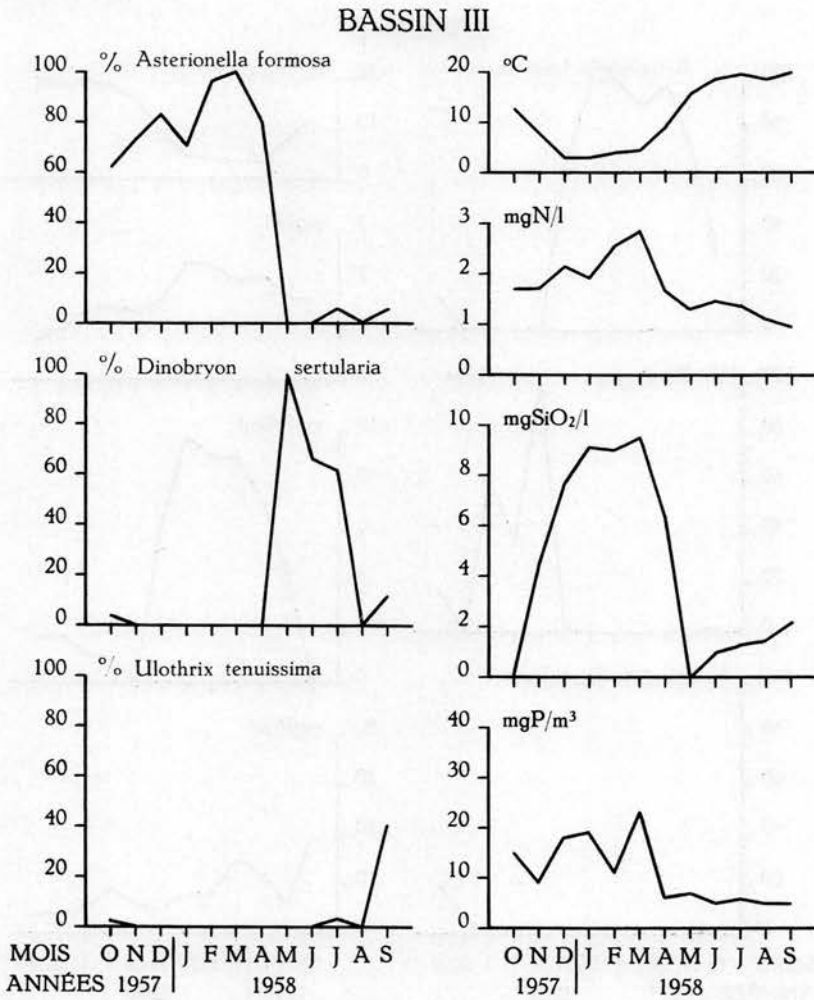 BASSIN III
% Asterionella formosa
100
80
60
40
20
0
O N D J F M A M J J A S
% Dinobryon sertularia
100
80
60
40
20
0
O N D J F M A M J J A S
% Ulothrix tenuissima
100
80
60
40
20
0
MOIS O N D J F M A M J J A S
ANNÉES 1957 1958
°C
20
10
0
mgN/l
3
2
1
0
mgSiO₂/l
10
8
6
4
2
0
mgP/m³
40
30
20
10
0
O N D J F M A M J J A S
1957 1958